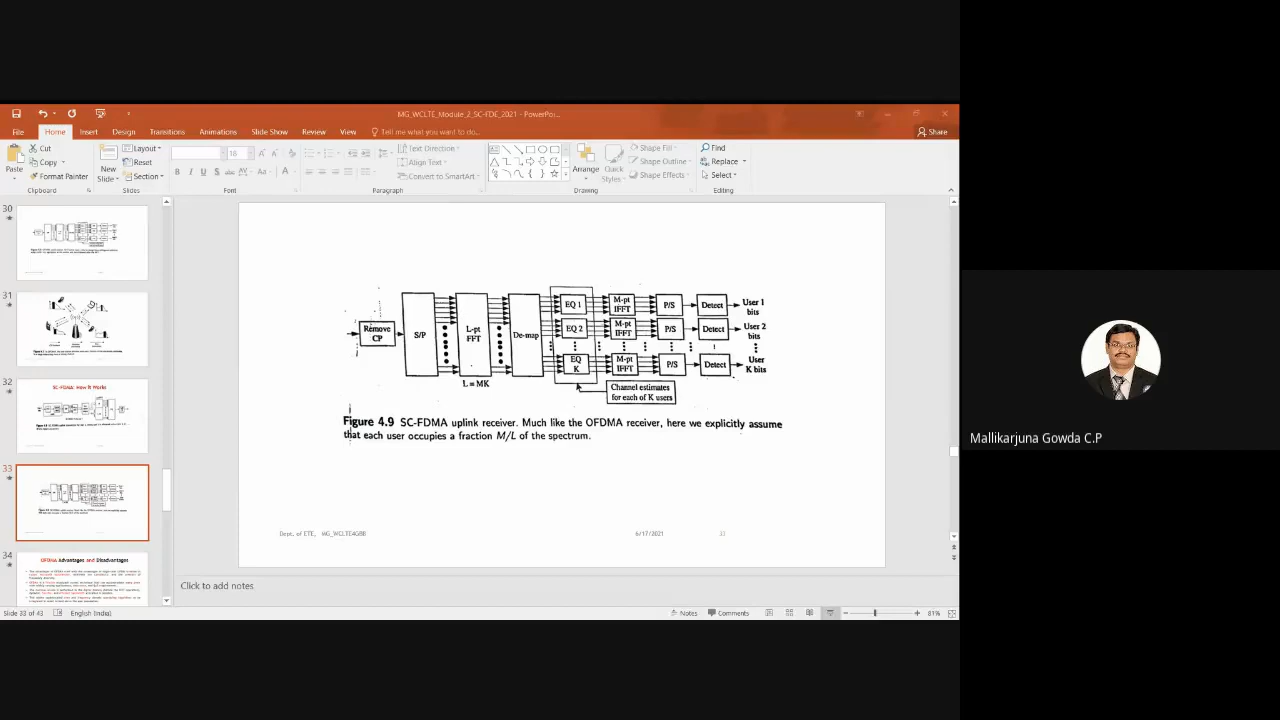 MG_WCLTE_Module_2_SC-FDE_2021 - PowerPoi...
File Home Insert Design Transitions Animations Slide Show Review View Tell me what you want to do... Share
Paste Cut Copy Format Painter
Clipboard
New Slide Layout Reset Section
Slides
16
B I U S abc AV Aa A
Font
Text Direction
Align Text
Convert to SmartArt
Paragraph
Arrange Quick Styles
Shape Fill
Shape Outline
Shape Effects
Drawing
Find
Replace
Select
Editing
30
31
32
SC-FDMA: How it Works
33
34
OFDMA Advantages and Disadvantages
Remove CP
S/P
L-pt FFT
L = MK
De-map
EQ 1
M-pt IFFT
P/S
Detect
User 1 bits
EQ 2
M-pt IFFT
P/S
Detect
User 2 bits
EQ K
M-pt IFFT
P/S
Detect
User K bits
Channel estimates
for each of K users
Figure 4.9 SC-FDMA uplink receiver. Much like the OFDMA receiver, here we explicitly assume
that each user occupies a fraction M/L of the spectrum.
Dept. of ETE, MG_WCLTE4GBB 6/17/2021 33
Click to add notes
Slide 33 of 43 English (India) Notes Comments 81%
Mallikarjuna Gowda C.P